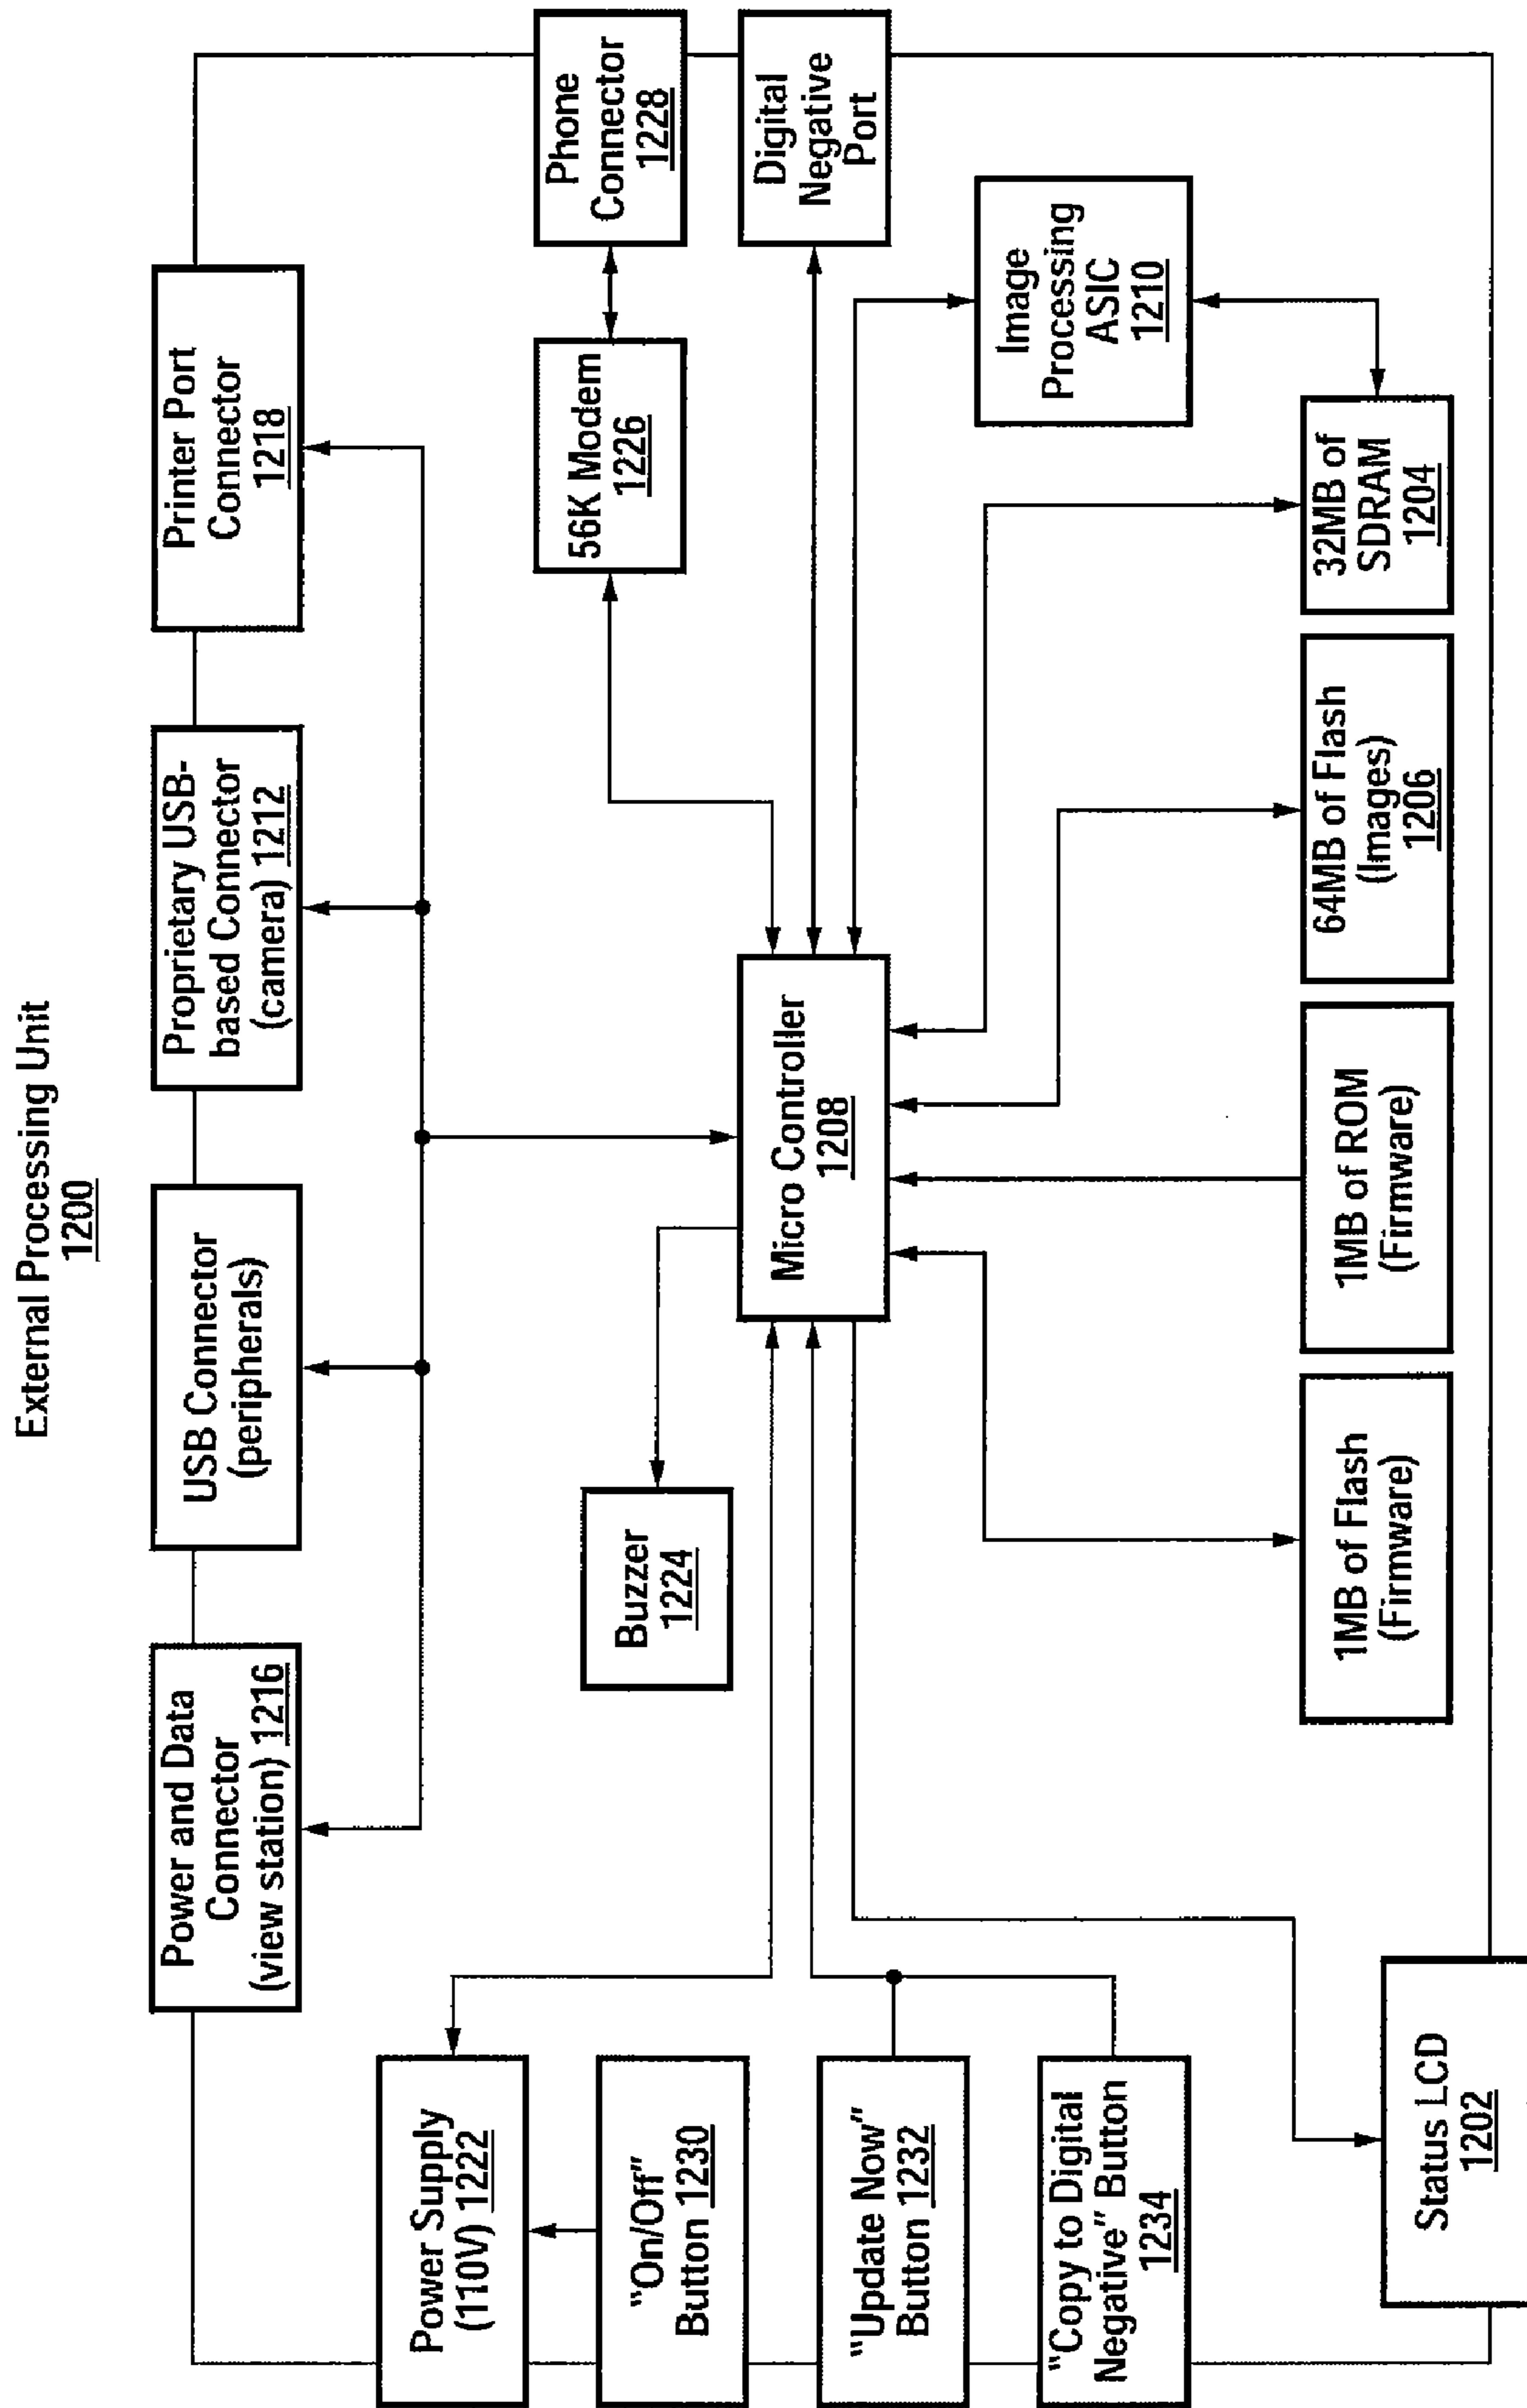 External Processing Unit
1200
Power and Data
Connector
(view station) 1216
USB Connector
(peripherals)
Proprietary USB-
based Connector
(camera) 1212
Printer Port
Connector
1218
Power Supply
(110V) 1222
"On/Off"
Button 1230
"Update Now"
Button 1232
"Copy to Digital
Negative" Button
1234
Buzzer
1224
Micro Controller
1208
56K Modem
1226
Phone
Connector
1228
Digital
Negative
Port
Image
Processing
ASIC
1210
Status LCD
1202
1MB of Flash
(Firmware)
1MB of ROM
(Firmware)
64MB of Flash
(Images)
1206
32MB of
SDRAM
1204